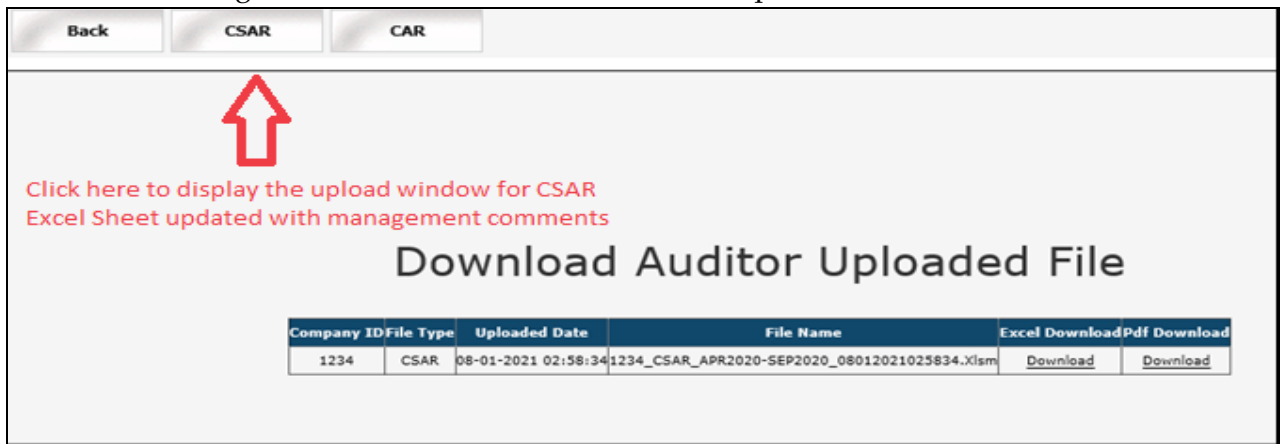 Back CSAR CAR
Click here to display the upload window for CSAR
Excel Sheet updated with management comments
Download Auditor Uploaded File
Company ID File Type Uploaded Date File Name Excel Download Pdf Download
1234 CSAR 08-01-2021 02:58:34 1234_CSAR_APR2020-SEP2020_08012021025834.Xlsm Download Download